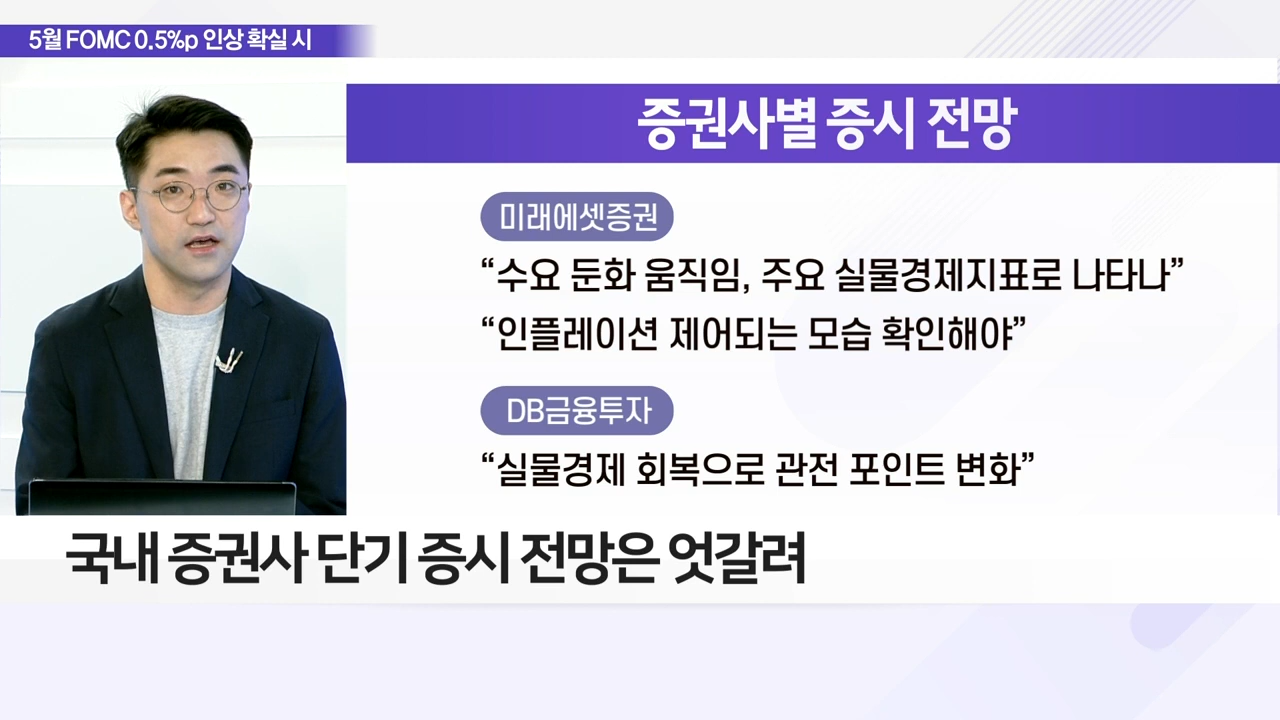 5월 FOMC 0.5%p 인상 확실 시
증권사별 증시 전망
미래에셋증권
“수요 둔화 움직임, 주요 실물경제지표로 나타나”
“인플레이션 제어되는 모습 확인해야”
DB금융투자
“실물경제 회복으로 관전 포인트 변화”
국내 증권사 단기 증시 전망은 엇갈려